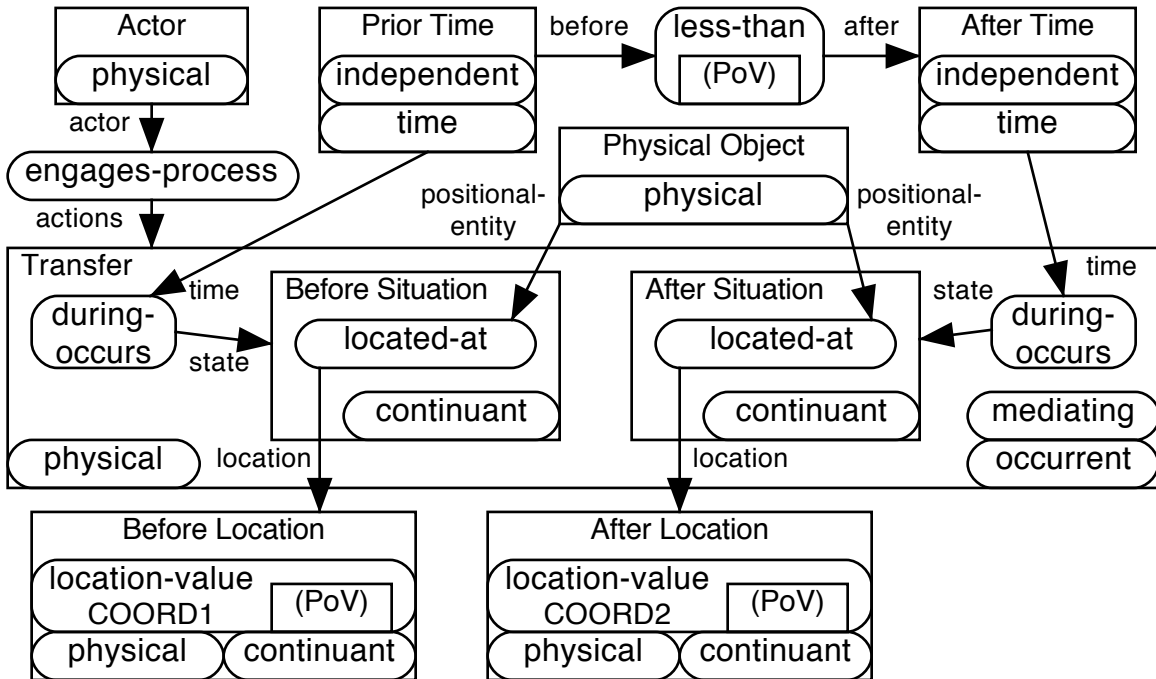 Actor
physical
actor
engages-process
actions
Prior Time
independent
time
before
less-than
(PoV)
after
After Time
independent
time
Physical Object
physical
positional-
entity
positional-
entity
Transfer
time
during-
occurs
state
Before Situation
located-at
continuant
After Situation
located-at
continuant
time
state
during-
occurs
mediating
occurrent
physical
location
location
Before Location
location-value
COORD1
(PoV)
physical
continuant
After Location
location-value
COORD2
(PoV)
physical
continuant